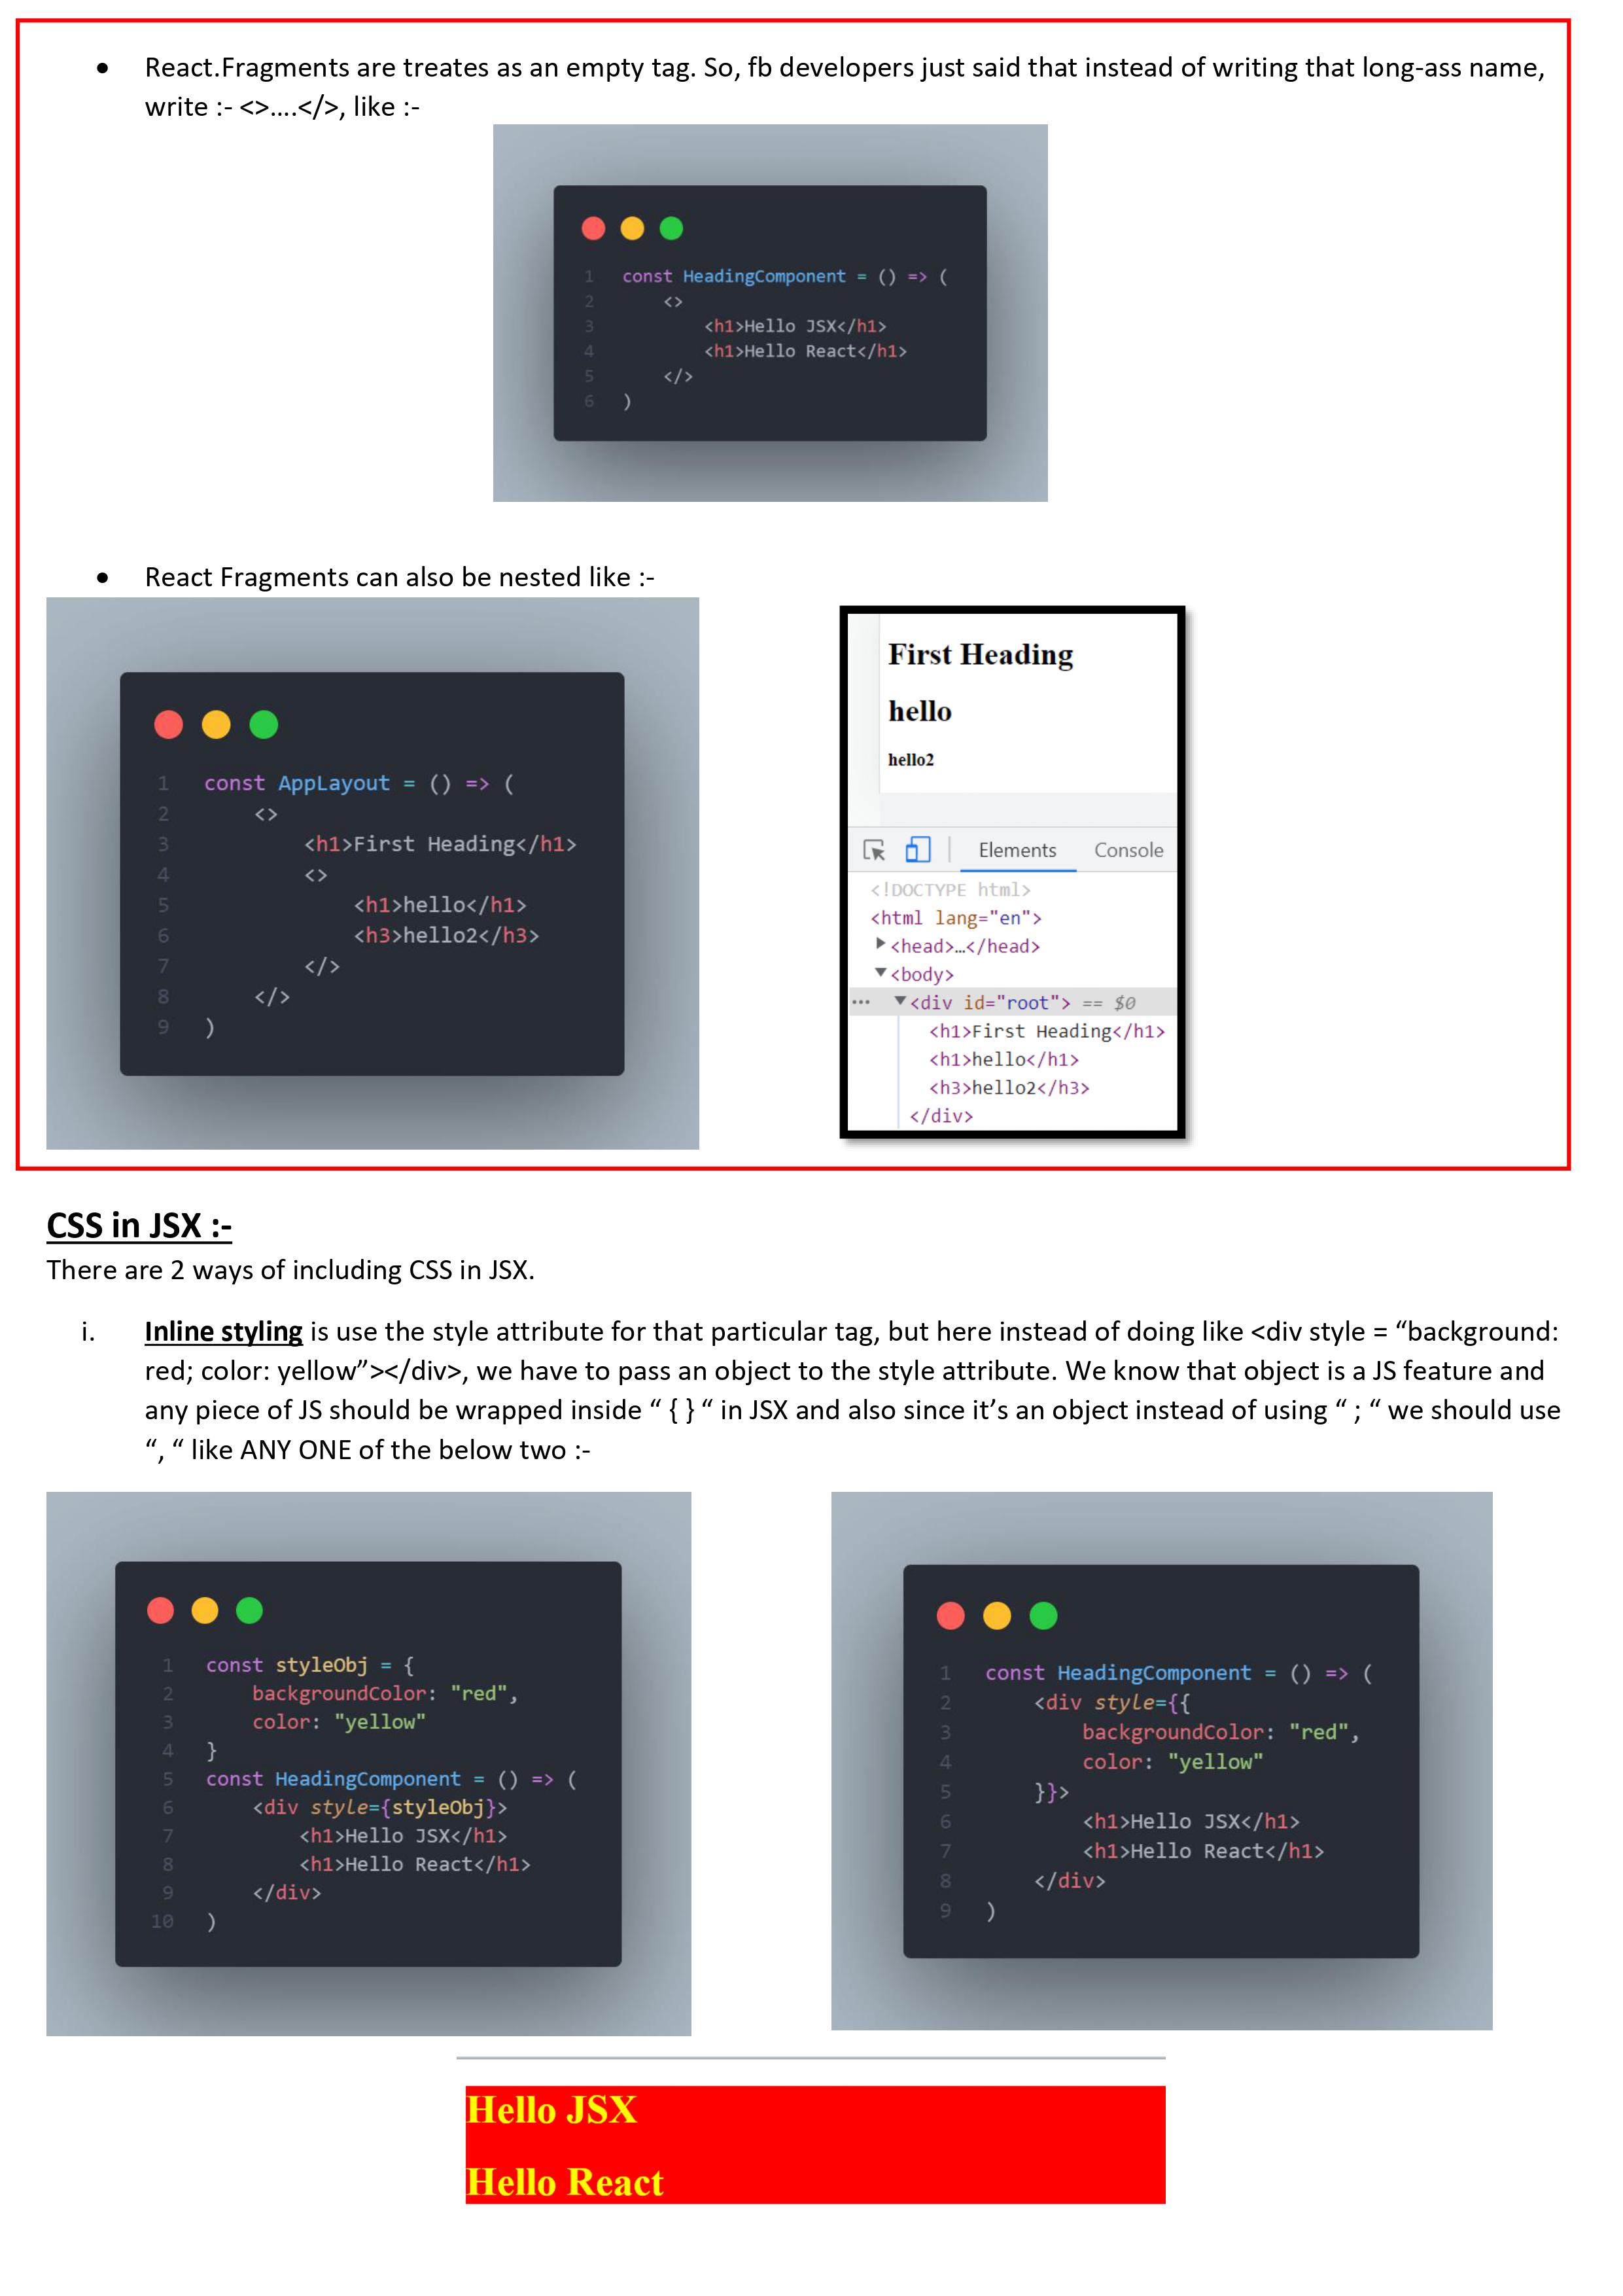 • React.Fragments are treates as an empty tag. So, fb developers just said that instead of writing that long-ass name,
write :- <>....</>, like :-
1 const HeadingComponent = () => (
2 <>
3 <h1>Hello JSX</h1>
4 <h1>Hello React</h1>
5 </>
6 )
• React Fragments can also be nested like :-
1 const AppLayout = () => (
2 <>
3 <h1>First Heading</h1>
4 <>
5 <h1>hello</h1>
6 <h3>hello2</h3>
7 </>
8 </>
9 )
First Heading
hello
hello2
Elements Console
<!DOCTYPE html>
<html lang="en">
<head>…</head>
<body>
… <div id="root"> == $0
<h1>First Heading</h1>
<h1>hello</h1>
<h3>hello2</h3>
</div>
CSS in JSX :-
There are 2 ways of including CSS in JSX.
i. Inline styling is use the style attribute for that particular tag, but here instead of doing like <div style = “background:
red; color: yellow”></div>, we have to pass an object to the style attribute. We know that object is a JS feature and
any piece of JS should be wrapped inside “ { } “ in JSX and also since it’s an object instead of using “ ; “ we should use
“, “ like ANY ONE of the below two :-
1 const styleObj = {
2 backgroundColor: "red",
3 color: "yellow"
4 }
5 const HeadingComponent = () => (
6 <div style={styleObj}>
7 <h1>Hello JSX</h1>
8 <h1>Hello React</h1>
9 </div>
10 )
1 const HeadingComponent = () => (
2 <div style={{
3 backgroundColor: "red",
4 color: "yellow"
5 }}>
6 <h1>Hello JSX</h1>
7 <h1>Hello React</h1>
8 </div>
9 )
Hello JSX
Hello React